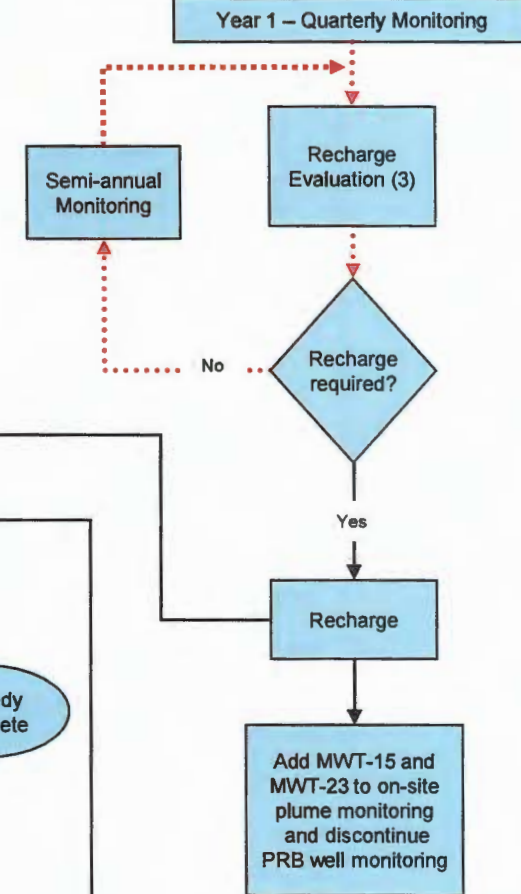 Year 1 – Quarterly Monitoring
Recharge
Evaluation (3)
Semi-annual
Monitoring
Recharge
required?
No
Yes
Recharge
Add MWT-15 and
MWT-23 to on-site
plume monitoring
and discontinue
PRB well monitoring